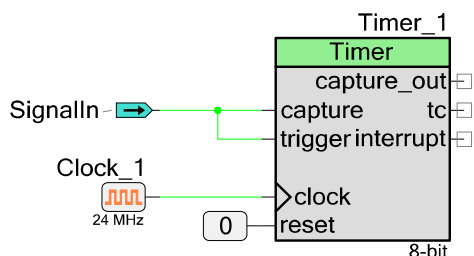 Timer_1
Timer
capture_out
SignalIn
capture
tc
trigger
interrupt
Clock_1
clock
24 MHz
0
reset
8-bit